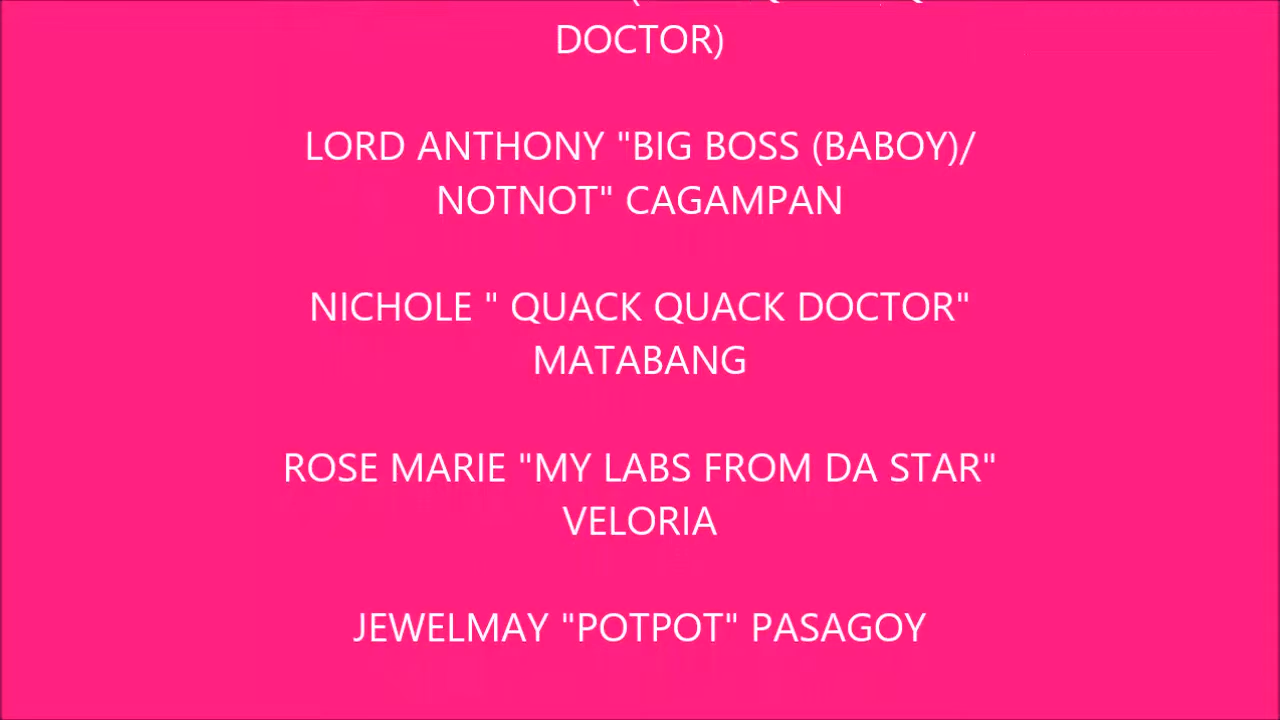 DOCTOR)
LORD ANTHONY "BIG BOSS (BABOY)/
NOTNOT" CAGAMPAN
NICHOLE " QUACK QUACK DOCTOR"
MATABANG
ROSE MARIE "MY LABS FROM DA STAR"
VELORIA
JEWELMAY "POTPOT" PASAGOY